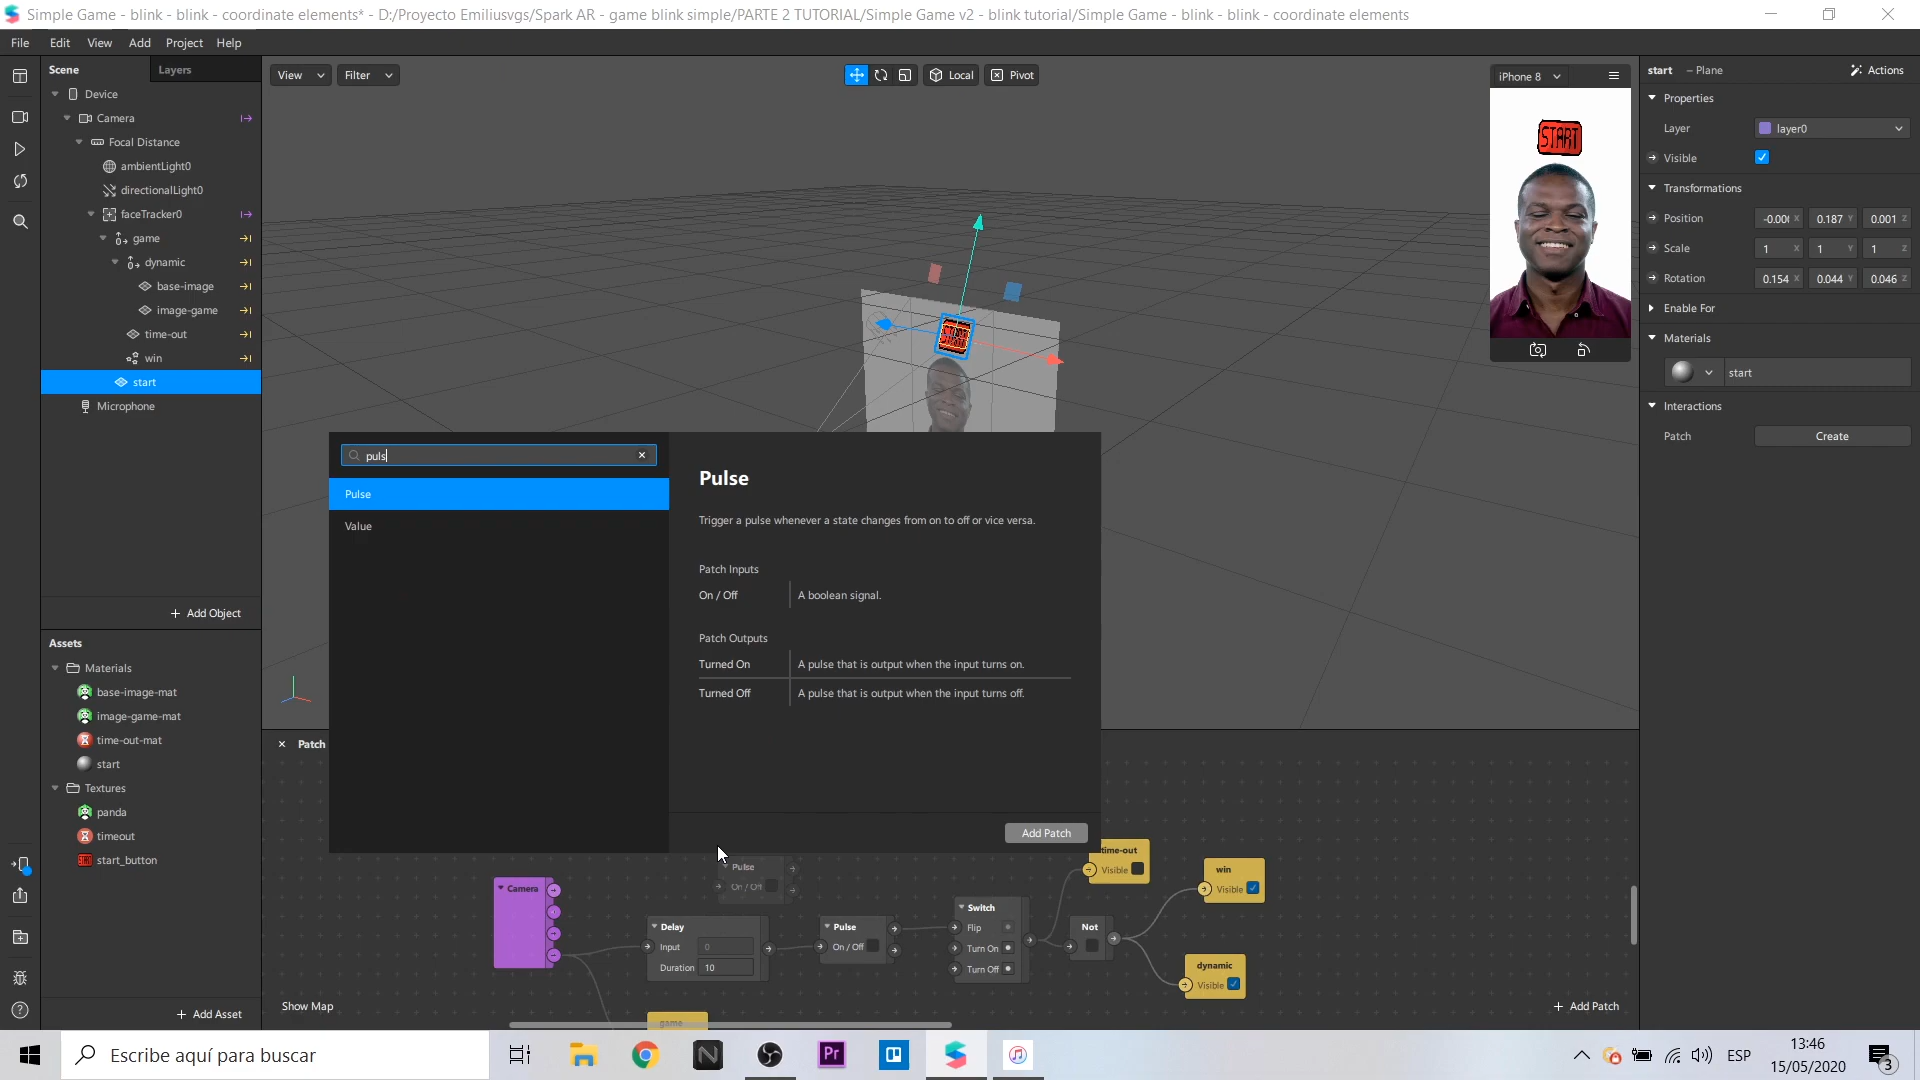 Simple Game - blink - blink - coordinate elements* - D:/Proyecto Emiliusvgs/Spark AR - game blink simple/PARTE 2 TUTORIAL/Simple Game v2 - blink tutorial/Simple Game - blink - blink - coordinate elements
File Edit View Add Project Help
Scene Layers
Device
Camera
Focal Distance
ambientLight0
directionalLight0
faceTracker0
game
dynamic
base-image
image-game
time-out
win
start
Microphone
+ Add Object
Assets
Materials
base-image-mat
image-game-mat
time-out-mat
start
Textures
panda
timeout
start_button
+ Add Asset
View Filter Local Pivot
iPhone 8
START
start - Plane Actions
Properties
Layer layer0
Visible
Transformations
Position -0.00( X 0.187 Y 0.001 Z
Scale 1 X 1 Y 1 Z
Rotation 0.154 X 0.044 Y 0.046 Z
Enable For
Materials
start
Interactions
Patch Create
puls
Pulse
Value
Pulse
Trigger a pulse whenever a state changes from on to off or vice versa.
Patch Inputs
On / Off A boolean signal.
Patch Outputs
Turned On A pulse that is output when the input turns on.
Turned Off A pulse that is output when the input turns off.
Add Patch
Patch
Pulse
On / Off
Camera
Delay
Input 0
Duration 10
Pulse
On / Off
Switch
Flip
Turn On
Turn Off
Not
time-out
Visible
win
Visible
dynamic
Visible
game
Show Map
+ Add Patch
Escribe aquí para buscar
Pr
ESP
13:46
15/05/2020
3